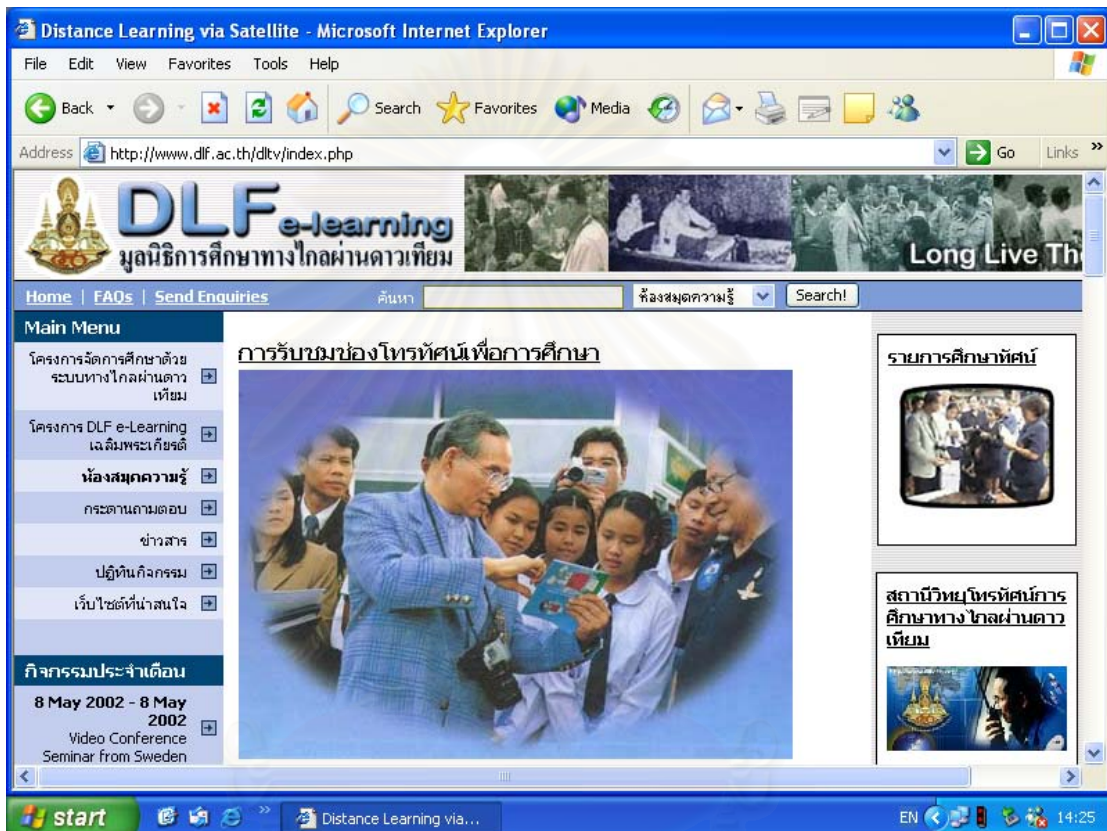 Distance Learning via Satellite - Microsoft Internet Explorer
File Edit View Favorites Tools Help
Back Search Favorites Media
Address http://www.dlf.ac.th/dltv/index.php Go Links »
DLF e-learning
มูลนิธิการศึกษาทางไกลผ่านดาวเทียม
Long Live Th
Home | FAQs | Send Enquiries ค้นหา ห้องสมุดความรู้ Search!
Main Menu
โครงการจัดการศึกษาด้วย
ระบบทางไกลผ่านดาว
เทียม
โครงการ DLF e-Learning
เฉลิมพระเกียรติ
ห้องสมุดความรู้
กระดานถามตอบ
ข่าวสาร
ปฏิทินกิจกรรม
เว็บไซต์ที่น่าสนใจ
กิจกรรมประจำเดือน
8 May 2002 - 8 May
2002
Video Conference
Seminar from Sweden
การรับชมช่องโทรทัศน์เพื่อการศึกษา
รายการศึกษาทัศน์
สถานีวิทยุโทรทัศน์การ
ศึกษาทางไกลผ่านดาว
เทียม
start » Distance Learning via... EN 14:25